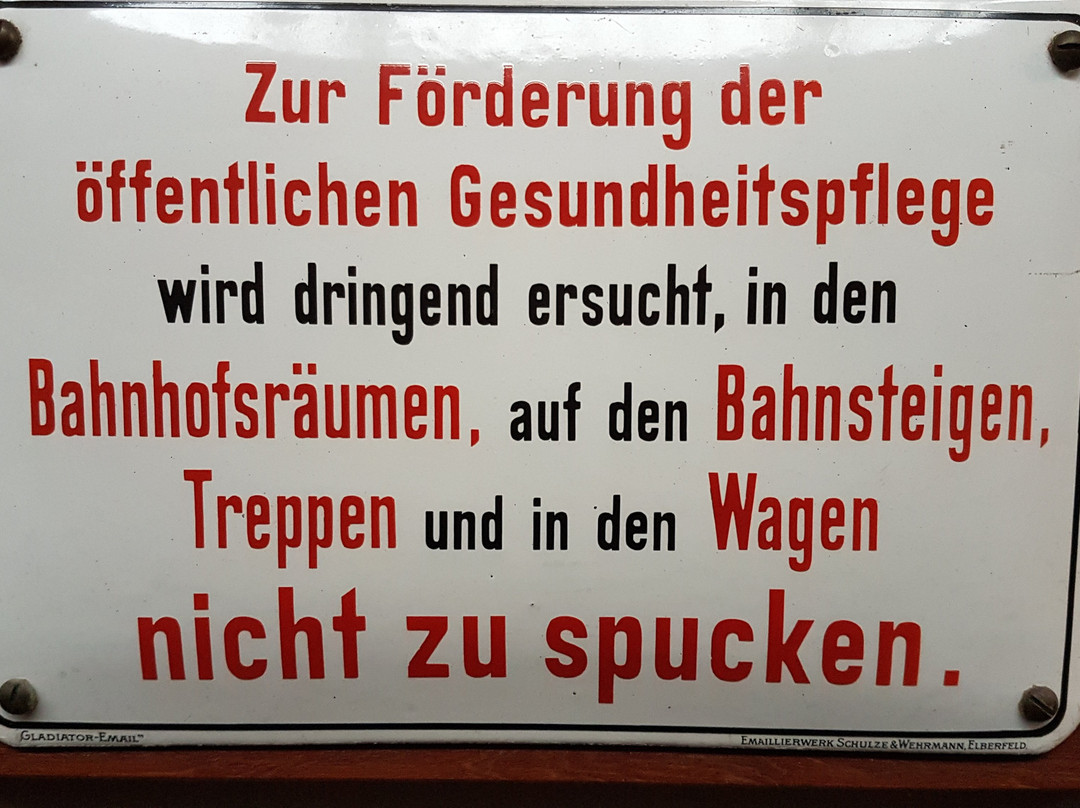 Zur Förderung der
öffentlichen Gesundheitspflege
wird dringend ersucht, in den
Bahnhofsräumen, auf den Bahnsteigen,
Treppen und in den Wagen
nicht zu spucken.
GLADIATOR-EMAIL"
EMAILLIERWERK SCHULZE & WEHRMANN, ELBERFELD.